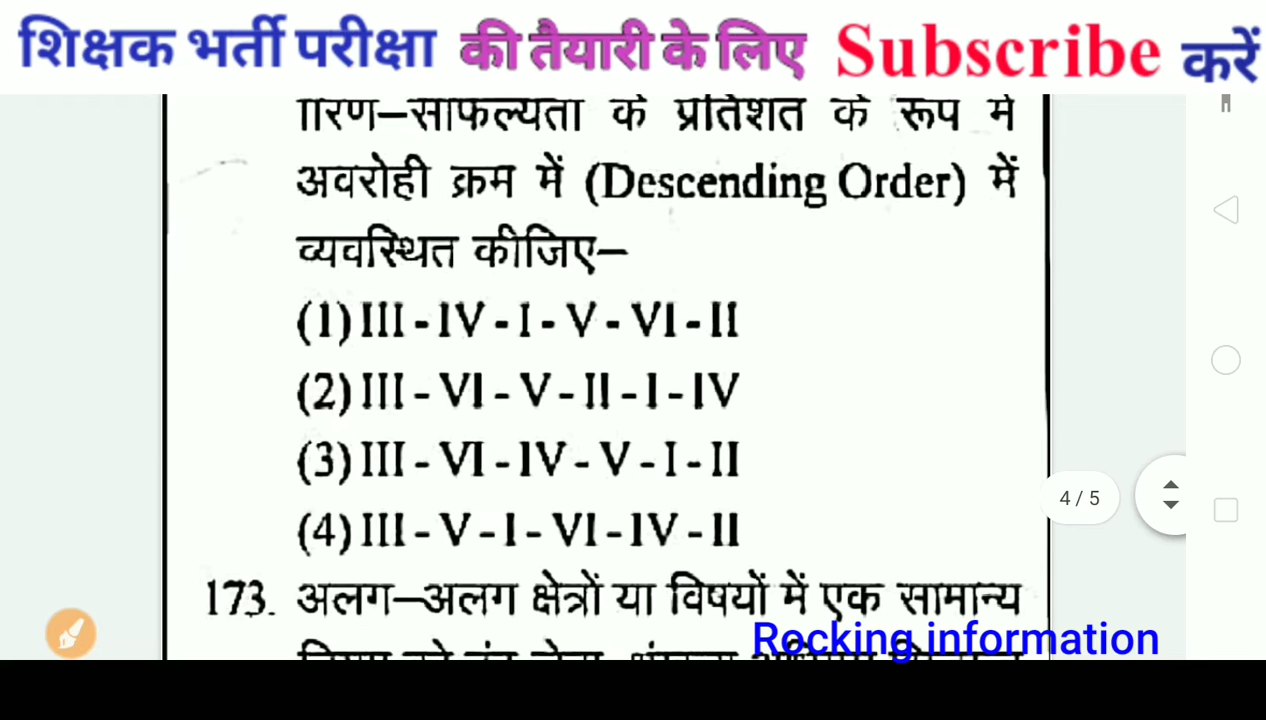 शिक्षक भर्ती परीक्षा की तैयारी के लिए Subscribe करें
के प्रतिशत के रूप में
अवरोही क्रम में (Descending Order) में
व्यवस्थित कीजिए–
(1) III - IV - I - V - VI - II
(2) III - VI - V - II - I - IV
(3) III - VI - IV - V - I - II
(4) III - V - I - VI - IV - II
4 / 5
173. अलग–अलग क्षेत्रों या विषयों में एक सामान्य
Rocking information